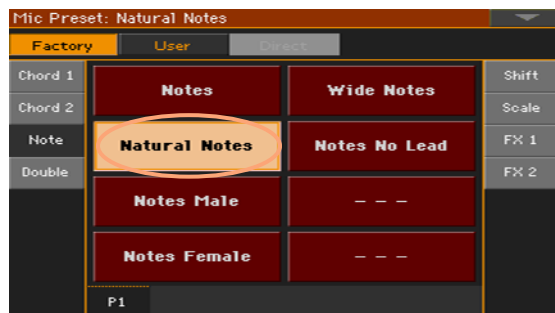 Mic Preset: Natural Notes
Factory User Direct
Chord 1
Chord 2
Note
Double
Notes Wide Notes
Natural Notes Notes No Lead
Notes Male - - -
Notes Female - - -
Shift
Scale
FX 1
FX 2
P1